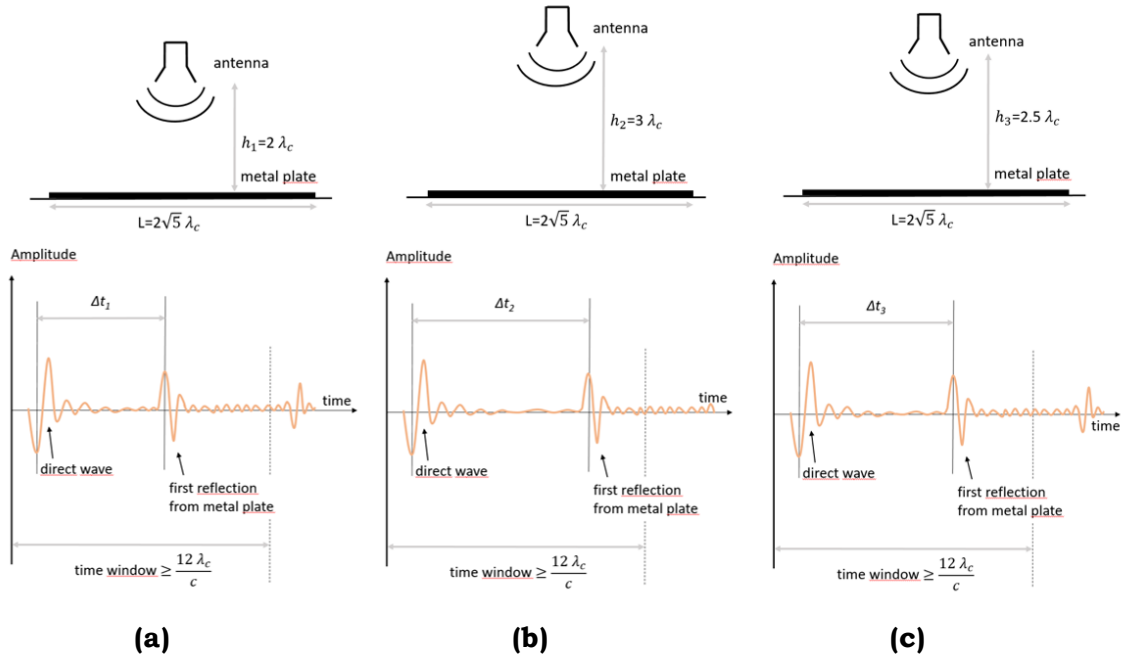 antenna
h₁=2 λc
metal plate
L=2√5 λc
Amplitude
Δt₁
time
direct wave
first reflection
from metal plate
time window ≥ 12 λc / c
(a)
antenna
h₂=3 λc
metal plate
L=2√5 λc
Amplitude
Δt₂
time
direct wave
first reflection
from metal plate
time window ≥ 12 λc / c
(b)
antenna
h₃=2.5 λc
metal plate
L=2√5 λc
Amplitude
Δt₃
time
direct wave
first reflection
from metal plate
time window ≥ 12 λc / c
(c)